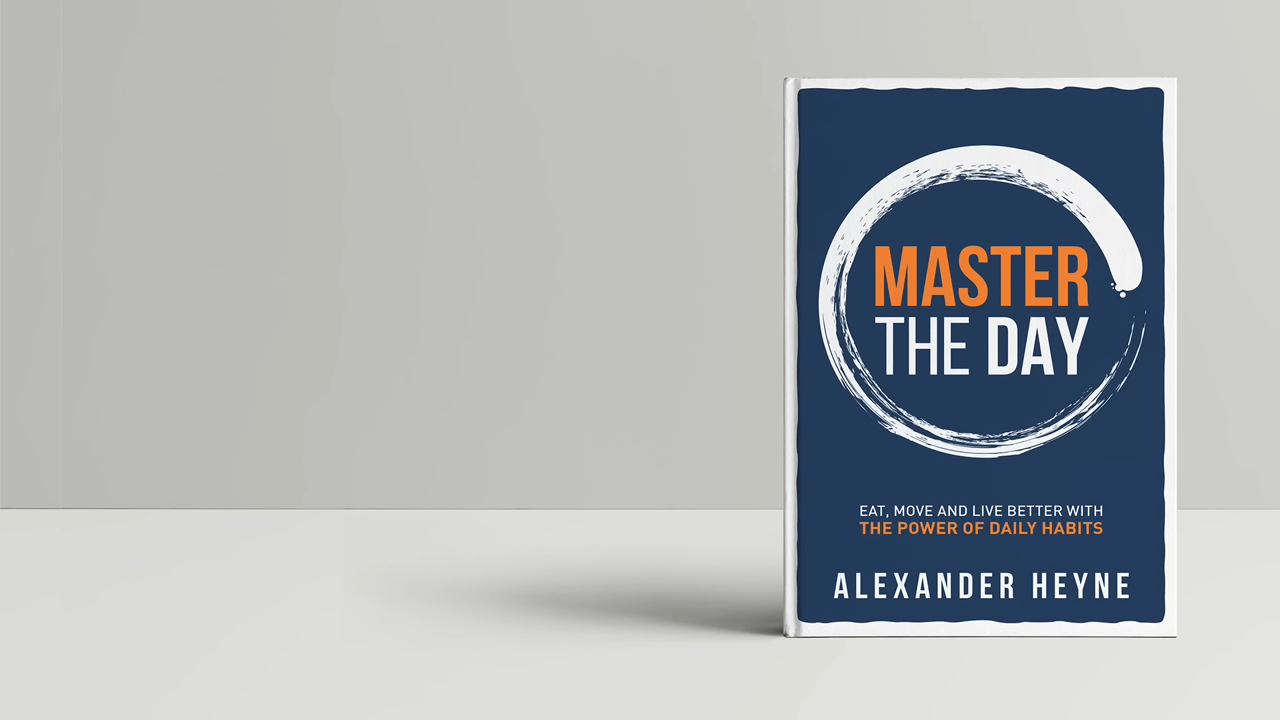 MASTER
THE DAY
EAT, MOVE AND LIVE BETTER WITH
THE POWER OF DAILY HABITS
ALEXANDER HEYNE